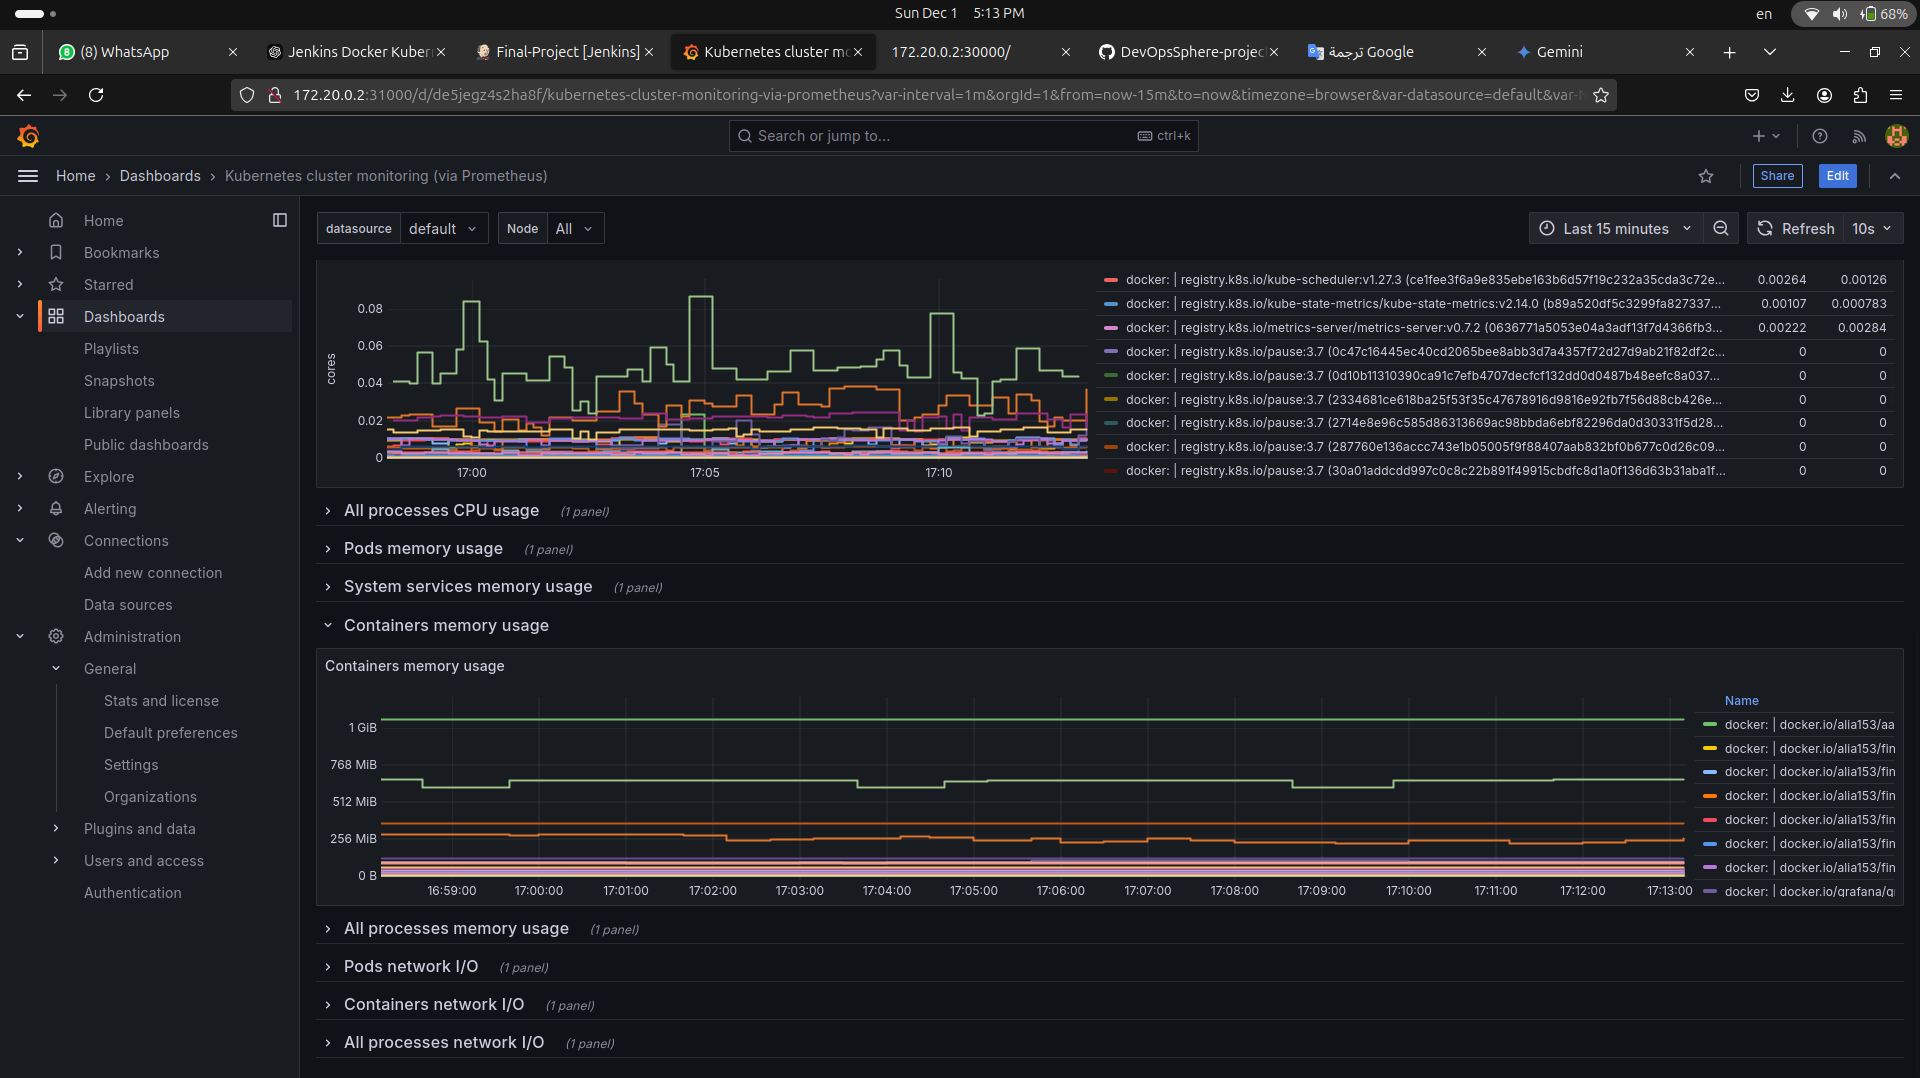 Sun Dec 1 5:13 PM
en
68%
(8) WhatsApp
Jenkins Docker Kuber
Final-Project [Jenkins]
Kubernetes cluster mo
172.20.0.2:30000/
DevOpsSphere-projec
ترجمة Google
Gemini
172.20.0.2:31000/d/de5jegz4s2ha8f/kubernetes-cluster-monitoring-via-prometheus?var-interval=1m&orgId=1&from=now-15m&to=now&timezone=browser&var-datasource=default&var-
Search or jump to...
ctrl+k
Home › Dashboards › Kubernetes cluster monitoring (via Prometheus)
Share
Edit
Home
Bookmarks
Starred
Dashboards
Playlists
Snapshots
Library panels
Public dashboards
Explore
Alerting
Connections
Add new connection
Data sources
Administration
General
Stats and license
Default preferences
Settings
Organizations
Plugins and data
Users and access
Authentication
datasource default
Node All
Last 15 minutes
Refresh 10s
cores
0.08
0.06
0.04
0.02
0
17:00 17:05 17:10
docker: | registry.k8s.io/kube-scheduler:v1.27.3 (ce1fee3f6a9e835ebe163b6d57f19c232a35cda3c72e... 0.00264 0.00126
docker: | registry.k8s.io/kube-state-metrics/kube-state-metrics:v2.14.0 (b89a520df5c3299fa827337... 0.00107 0.000783
docker: | registry.k8s.io/metrics-server/metrics-server:v0.7.2 (0636771a5053e04a3adf13f7d4366fb3... 0.00222 0.00284
docker: | registry.k8s.io/pause:3.7 (0c47c16445ec40cd2065bee8abb3d7a4357f72d27d9ab21f82df2c... 0 0
docker: | registry.k8s.io/pause:3.7 (0d10b11310390ca91c7efb4707decfcf132dd0d0487b48eefc8a037... 0 0
docker: | registry.k8s.io/pause:3.7 (2334681ce618ba25f53f35c47678916d9816e92fb7f56d88cb426e... 0 0
docker: | registry.k8s.io/pause:3.7 (2714e8e96c585d86313669ac98bbda6ebf82296da0d30331f5d28... 0 0
docker: | registry.k8s.io/pause:3.7 (287760e136accc743e1b05005f9f88407aab832bf0b677c0d26c09... 0 0
docker: | registry.k8s.io/pause:3.7 (30a01addcdd997c0c8c22b891f49915cbdfc8d1a0f136d63b31aba1f... 0 0
All processes CPU usage (1 panel)
Pods memory usage (1 panel)
System services memory usage (1 panel)
Containers memory usage
Containers memory usage
1 GiB
768 MiB
512 MiB
256 MiB
0 B
16:59:00 17:00:00 17:01:00 17:02:00 17:03:00 17:04:00 17:05:00 17:06:00 17:07:00 17:08:00 17:09:00 17:10:00 17:11:00 17:12:00 17:13:00
Name
docker: | docker.io/alia153/aa
docker: | docker.io/alia153/fin
docker: | docker.io/alia153/fin
docker: | docker.io/alia153/fin
docker: | docker.io/alia153/fin
docker: | docker.io/alia153/fin
docker: | docker.io/alia153/fin
docker: | docker.io/grafana/g
All processes memory usage (1 panel)
Pods network I/O (1 panel)
Containers network I/O (1 panel)
All processes network I/O (1 panel)